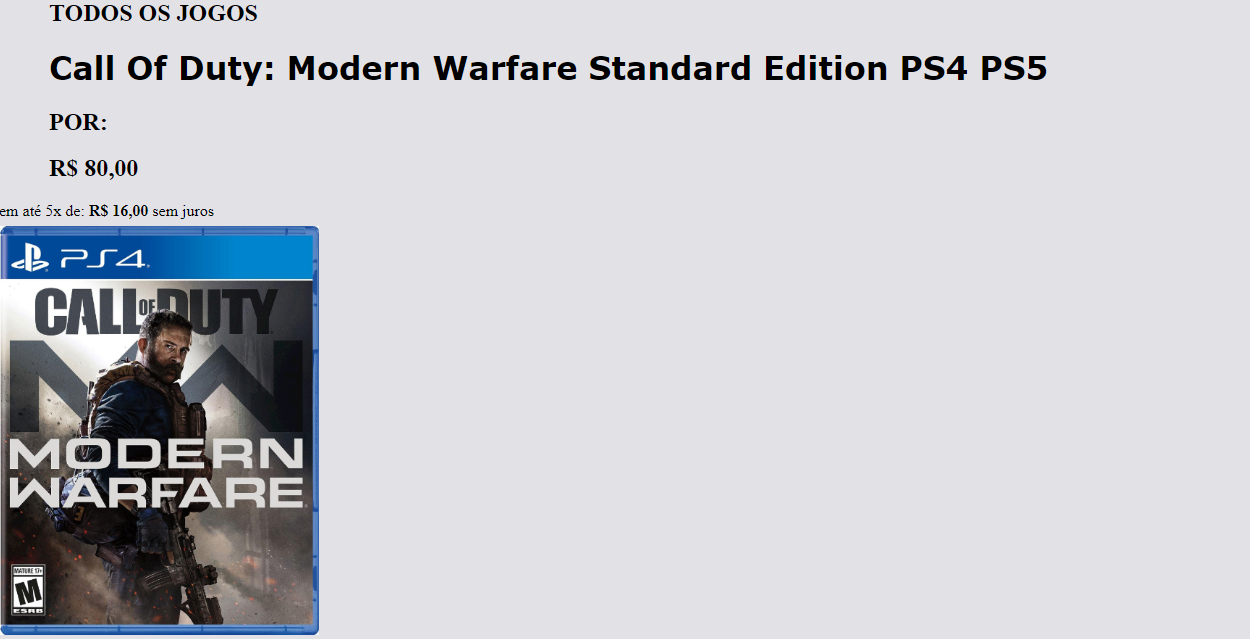 TODOS OS JOGOS
Call Of Duty: Modern Warfare Standard Edition PS4 PS5
POR:
R$ 80,00
em até 5x de: R$ 16,00 sem juros
PS4
CALL OF DUTY
MW
MODERN
WARFARE
MATURE 17+
M
ESRB